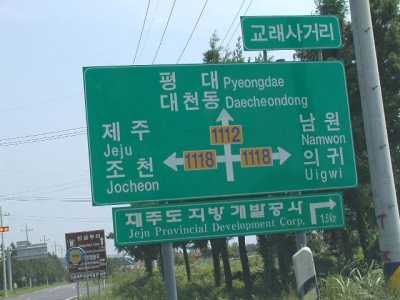 교래사거리
평 대 Pyeongdae
대천동 Daecheondong
제 주
Jeju
조 천
Jocheon
1112
1118
1118
남 원
Namwon
의 귀
Uigwi
제주도 지방 개발공사
Jeju Provincial Development Corp.
1.5㎞